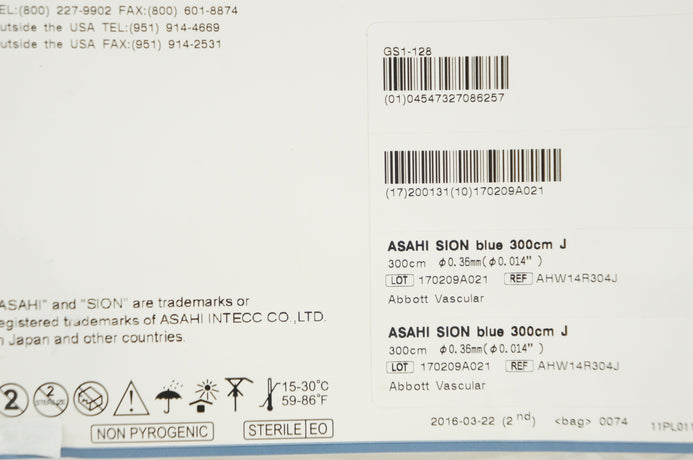 EL:(800) 227-9902 FAX:(800) 601-8874
utside the USA TEL:(951) 914-4669
utside the USA FAX:(951) 914-2531
GS1-128
(01)04547327086257
(17)200131(10)170209A021
ASAHI SION blue 300cm J
300cm φ0.36mm(φ0.014")
LOT 170209A021 REF AHW14R304J
Abbott Vascular
ASAHI SION blue 300cm J
300cm φ0.36mm(φ0.014")
LOT 170209A021 REF AHW14R304J
Abbott Vascular
ASAHI" and "SION" are trademarks or
egistered trademarks of ASAHI INTECC CO.,LTD.
n Japan and other countries.
2 2 STERILIZE 15-30°C
59-86°F
NON PYROGENIC STERILE EO
2016-03-22 (2nd) <bag> 0074 11PL011